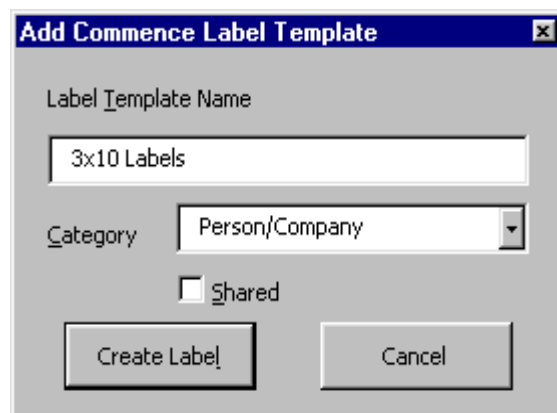 Add Commence Label Template
Label Template Name
3x10 Labels
Category Person/Company
Shared
Create Label Cancel